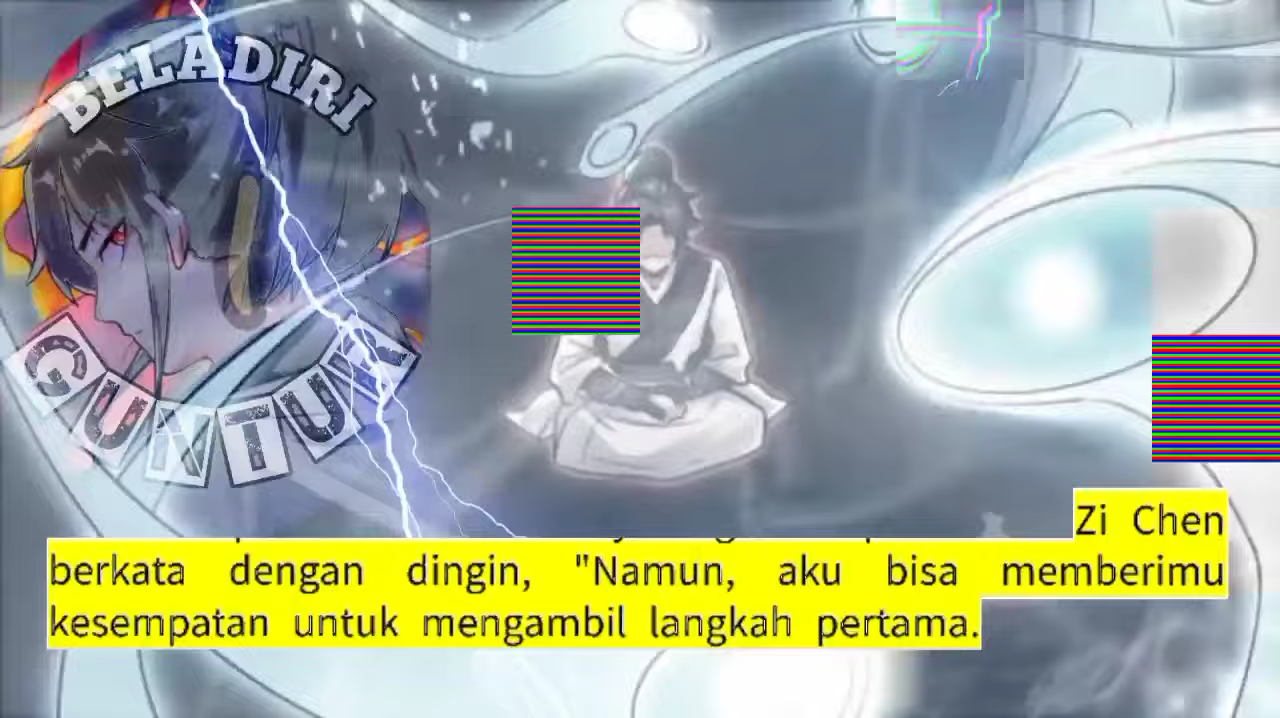 BELADIRI
GUNTUR
Zi Chen
berkata dengan dingin, "Namun, aku bisa memberimu
kesempatan untuk mengambil langkah pertama.